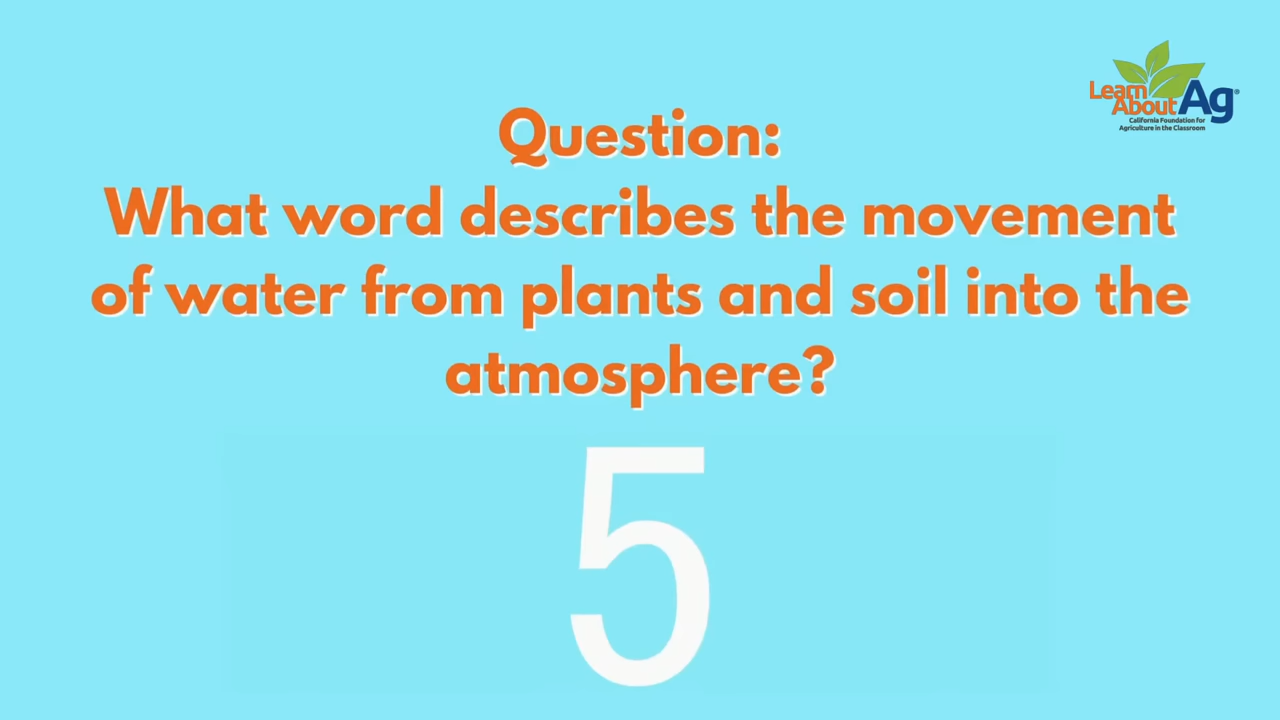 Learn
About Ag®
California Foundation for
Agriculture in the Classroom
Question:
What word describes the movement
of water from plants and soil into the
atmosphere?
5